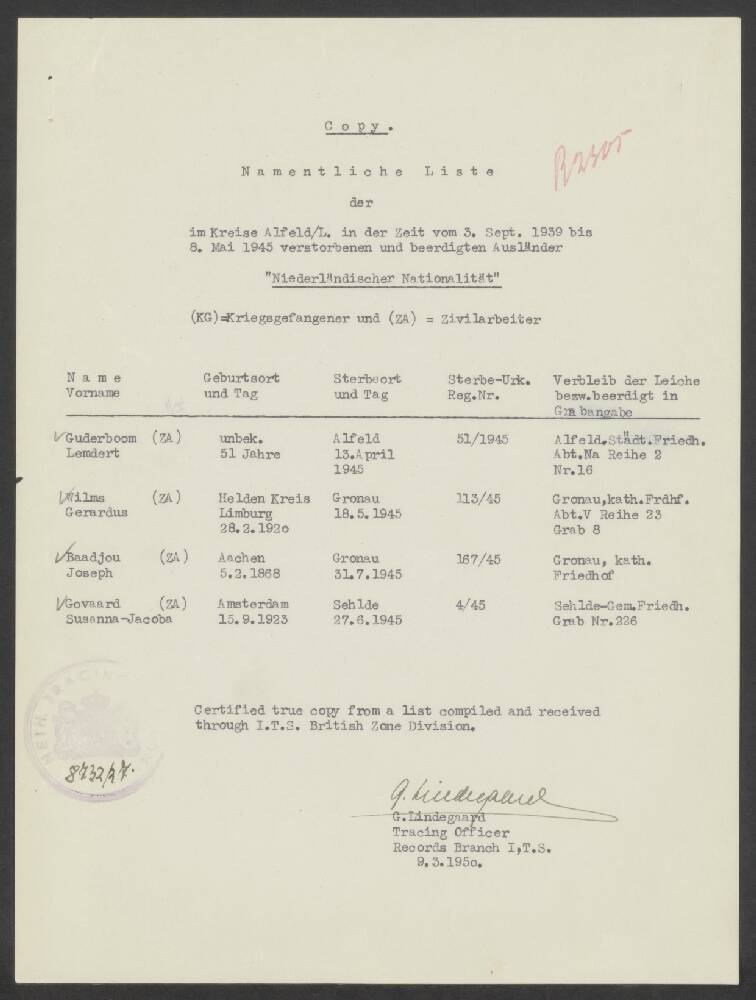 Copy.
R2305
Namentliche Liste
der
im Kreise Alfeld/L. in der Zeit vom 3. Sept. 1939 bis
8. Mai 1945 verstorbenen und beerdigten Ausländer
"Niederländischer Nationalität"
(KG)=Kriegsgefangener und (ZA) = Zivilarbeiter
Name Geburtsort Sterbeort Sterbe-Urk. Verbleib der Leiche
Vorname und Tag und Tag Reg.Nr. bezw.beerdigt in
Grabangabe
Guderboom (ZA) unbek. Alfeld 51/1945 Alfeld.Städt.Friedh.
Lemdert 51 Jahre 13.April Abt.Na Reihe 2
1945 Nr.16
Wilms (ZA) Helden Kreis Gronau 113/45 Gronau,kath.Frdhf.
Gerardus Limburg 18.5.1945 Abt.V Reihe 23
28.2.1920 Grab 8
Baadjou (ZA) Aachen Gronau 167/45 Gronau, kath.
Joseph 5.2.1868 31.7.1945 Friedhof
Govaard (ZA) Amsterdam Sehlde 4/45 Sehlde-Gem.Friedh.
Susanna-Jacoba 15.9.1923 27.6.1945 Grab Nr.226
Certified true copy from a list compiled and received
through I.T.S. British Zone Division.
8732/27.
G. Lindegaard
G.Lindegaard
Tracing Officer
Records Branch I,T.S.
9.3.1950.